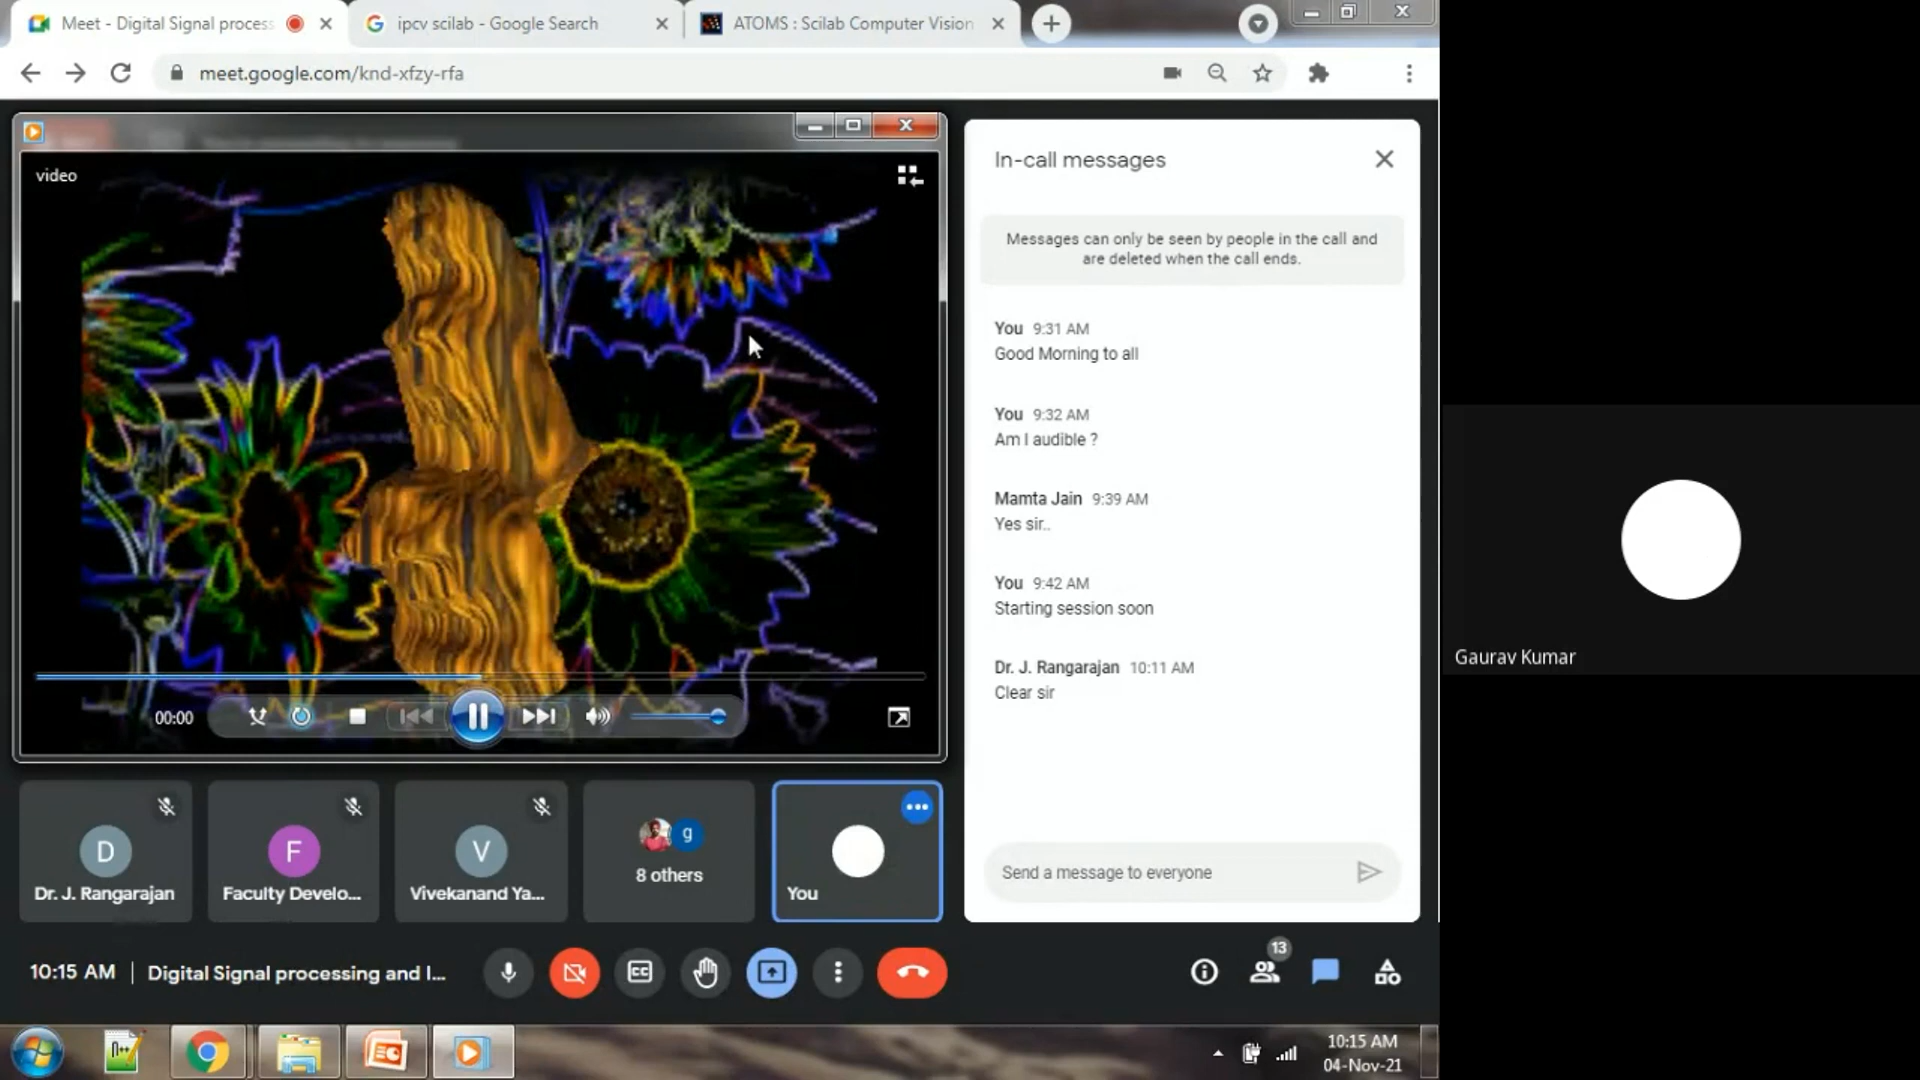 Meet - Digital Signal process
ipcv scilab - Google Search
ATOMS : Scilab Computer Vision
meet.google.com/knd-xfzy-rfa
video
00:00
In-call messages
Messages can only be seen by people in the call and
are deleted when the call ends.
You 9:31 AM
Good Morning to all
You 9:32 AM
Am I audible ?
Mamta Jain 9:39 AM
Yes sir..
You 9:42 AM
Starting session soon
Dr. J. Rangarajan 10:11 AM
Clear sir
Send a message to everyone
D
Dr. J. Rangarajan
F
Faculty Develo...
V
Vivekanand Ya...
g
8 others
You
10:15 AM | Digital Signal processing and I...
CC
13
Gaurav Kumar
10:15 AM
04-Nov-21